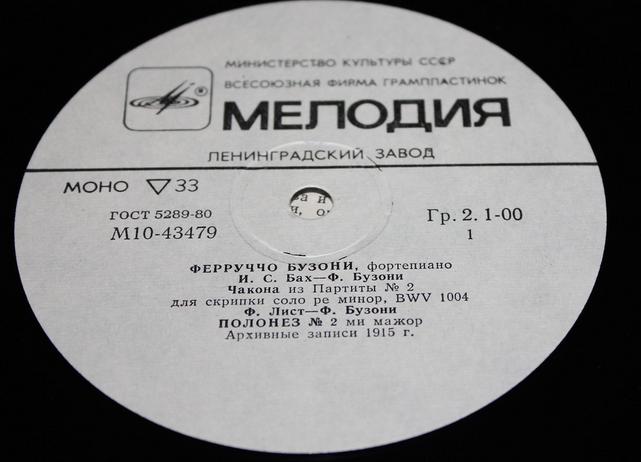 МИНИСТЕРСТВО КУЛЬТУРЫ СССР
ВСЕСОЮЗНАЯ ФИРМА ГРАМПЛАСТИНОК
®
МЕЛОДИЯ
ЛЕНИНГРАДСКИЙ ЗАВОД
МОНО ▽ 33
ГОСТ 5289-80
М10-43479
Гр. 2. 1-00
1
ФЕРРУЧЧО БУЗОНИ, фортепиано
И. С. Бах—Ф. Бузони
Чакона из Партиты № 2
для скрипки соло ре минор, BWV 1004
Ф. Лист—Ф. Бузони
ПОЛОНЕЗ № 2 ми мажор
Архивные записи 1915 г.